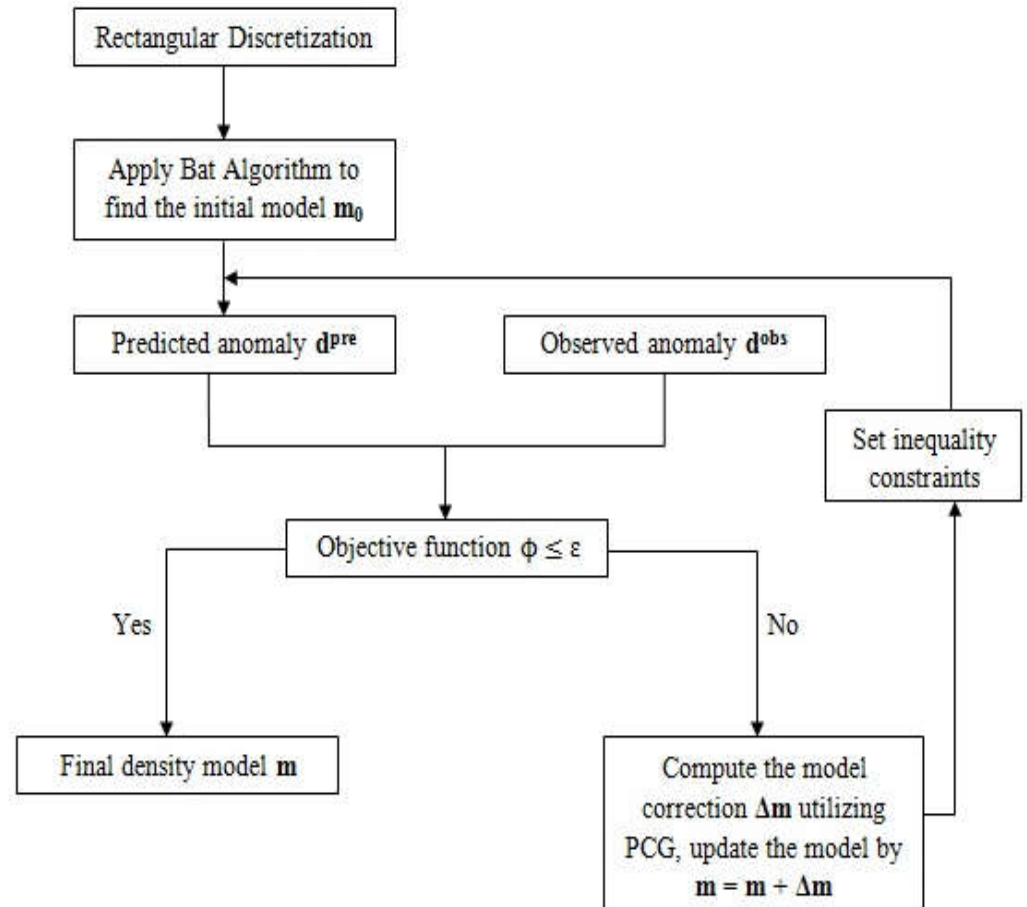 Rectangular Discretization
Apply Bat Algorithm to
find the initial model m₀
Predicted anomaly dᵖʳᵉ
Observed anomaly dᵒᵇˢ
Set inequality
constraints
Objective function ϕ ≤ ε
Yes
No
Final density model m
Compute the model
correction Δm utilizing
PCG, update the model by
m = m + Δm